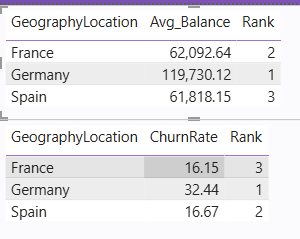 GeographyLocation Avg_Balance Rank
France 62,092.64 2
Germany 119,730.12 1
Spain 61,818.15 3
GeographyLocation ChurnRate Rank
France 16.15 3
Germany 32.44 1
Spain 16.67 2